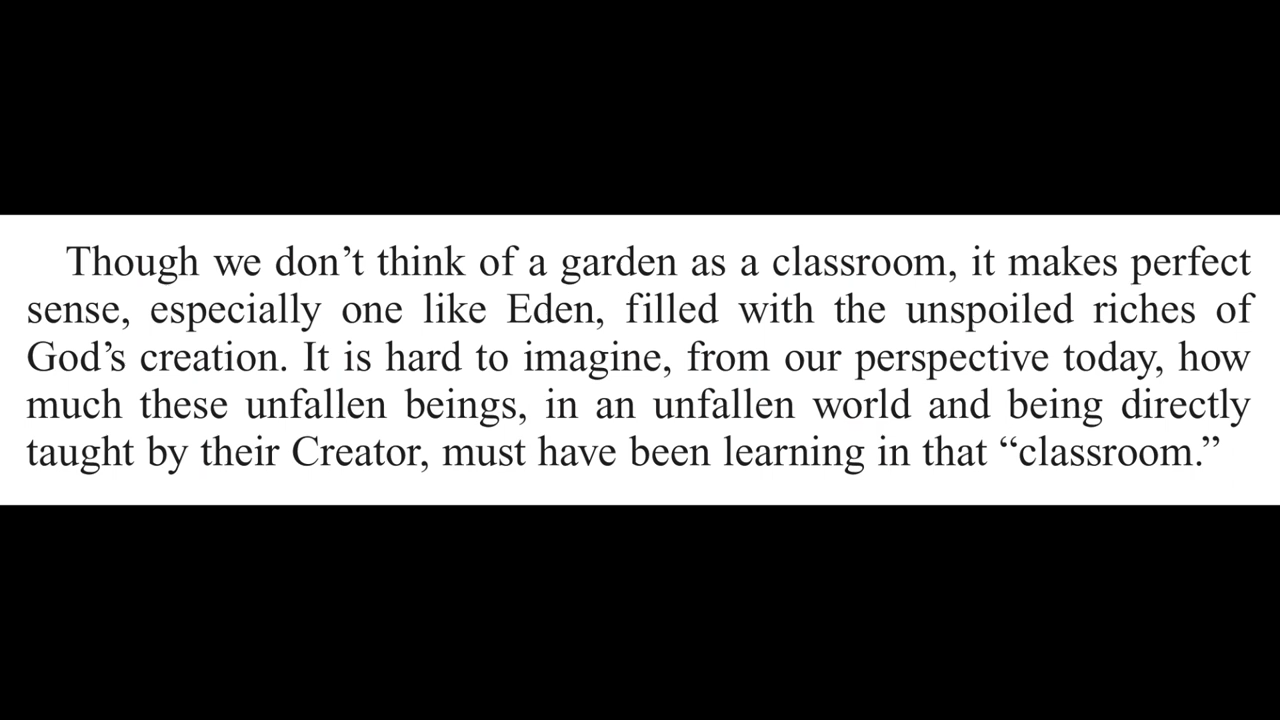 Though we don’t think of a garden as a classroom, it makes perfect
sense, especially one like Eden, filled with the unspoiled riches of
God’s creation. It is hard to imagine, from our perspective today, how
much these unfallen beings, in an unfallen world and being directly
taught by their Creator, must have been learning in that “classroom.”